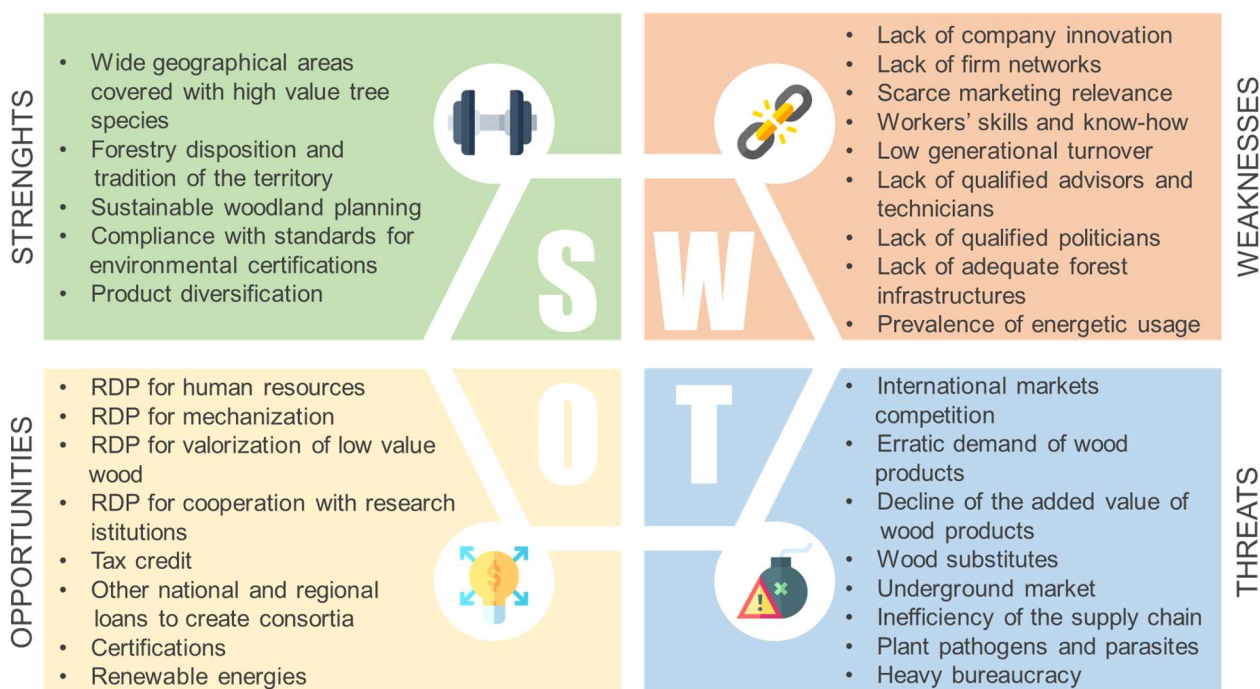 STRENGHTS
• Wide geographical areas
covered with high value tree
species
• Forestry disposition and
tradition of the territory
• Sustainable woodland planning
• Compliance with standards for
environmental certifications
• Product diversification
S
W
• Lack of company innovation
• Lack of firm networks
• Scarce marketing relevance
• Workers’ skills and know-how
• Low generational turnover
• Lack of qualified advisors and
technicians
• Lack of qualified politicians
• Lack of adequate forest
infrastructures
• Prevalence of energetic usage
WEAKNESSES
OPPORTUNITIES
• RDP for human resources
• RDP for mechanization
• RDP for valorization of low value
wood
• RDP for cooperation with research
istitutions
• Tax credit
• Other national and regional
loans to create consortia
• Certifications
• Renewable energies
O
T
$
!
• International markets
competition
• Erratic demand of wood
products
• Decline of the added value of
wood products
• Wood substitutes
• Underground market
• Inefficiency of the supply chain
• Plant pathogens and parasites
• Heavy bureaucracy
THREATS